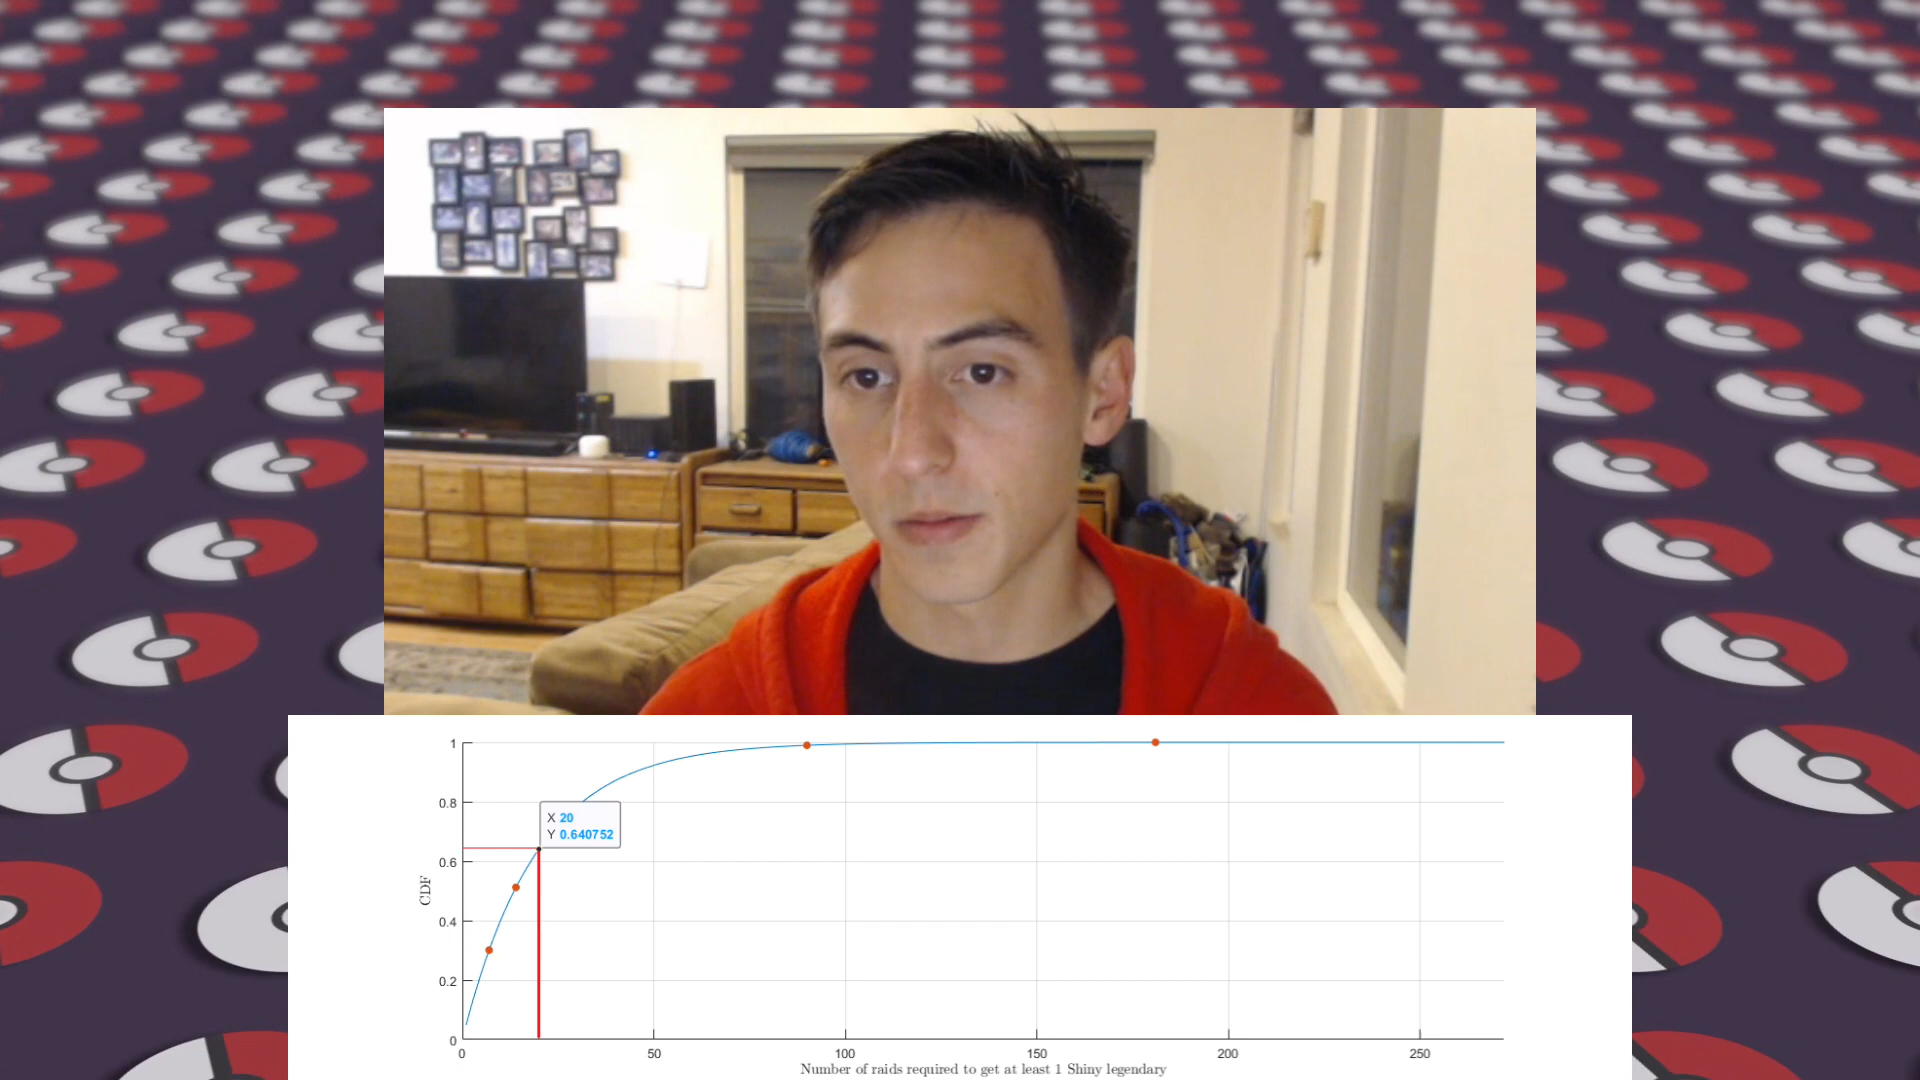 1
0.8
X 20
Y 0.640752
0.6
CDF
0.4
0.2
0
0 50 100 150 200 250
Number of raids required to get at least 1 Shiny legendary